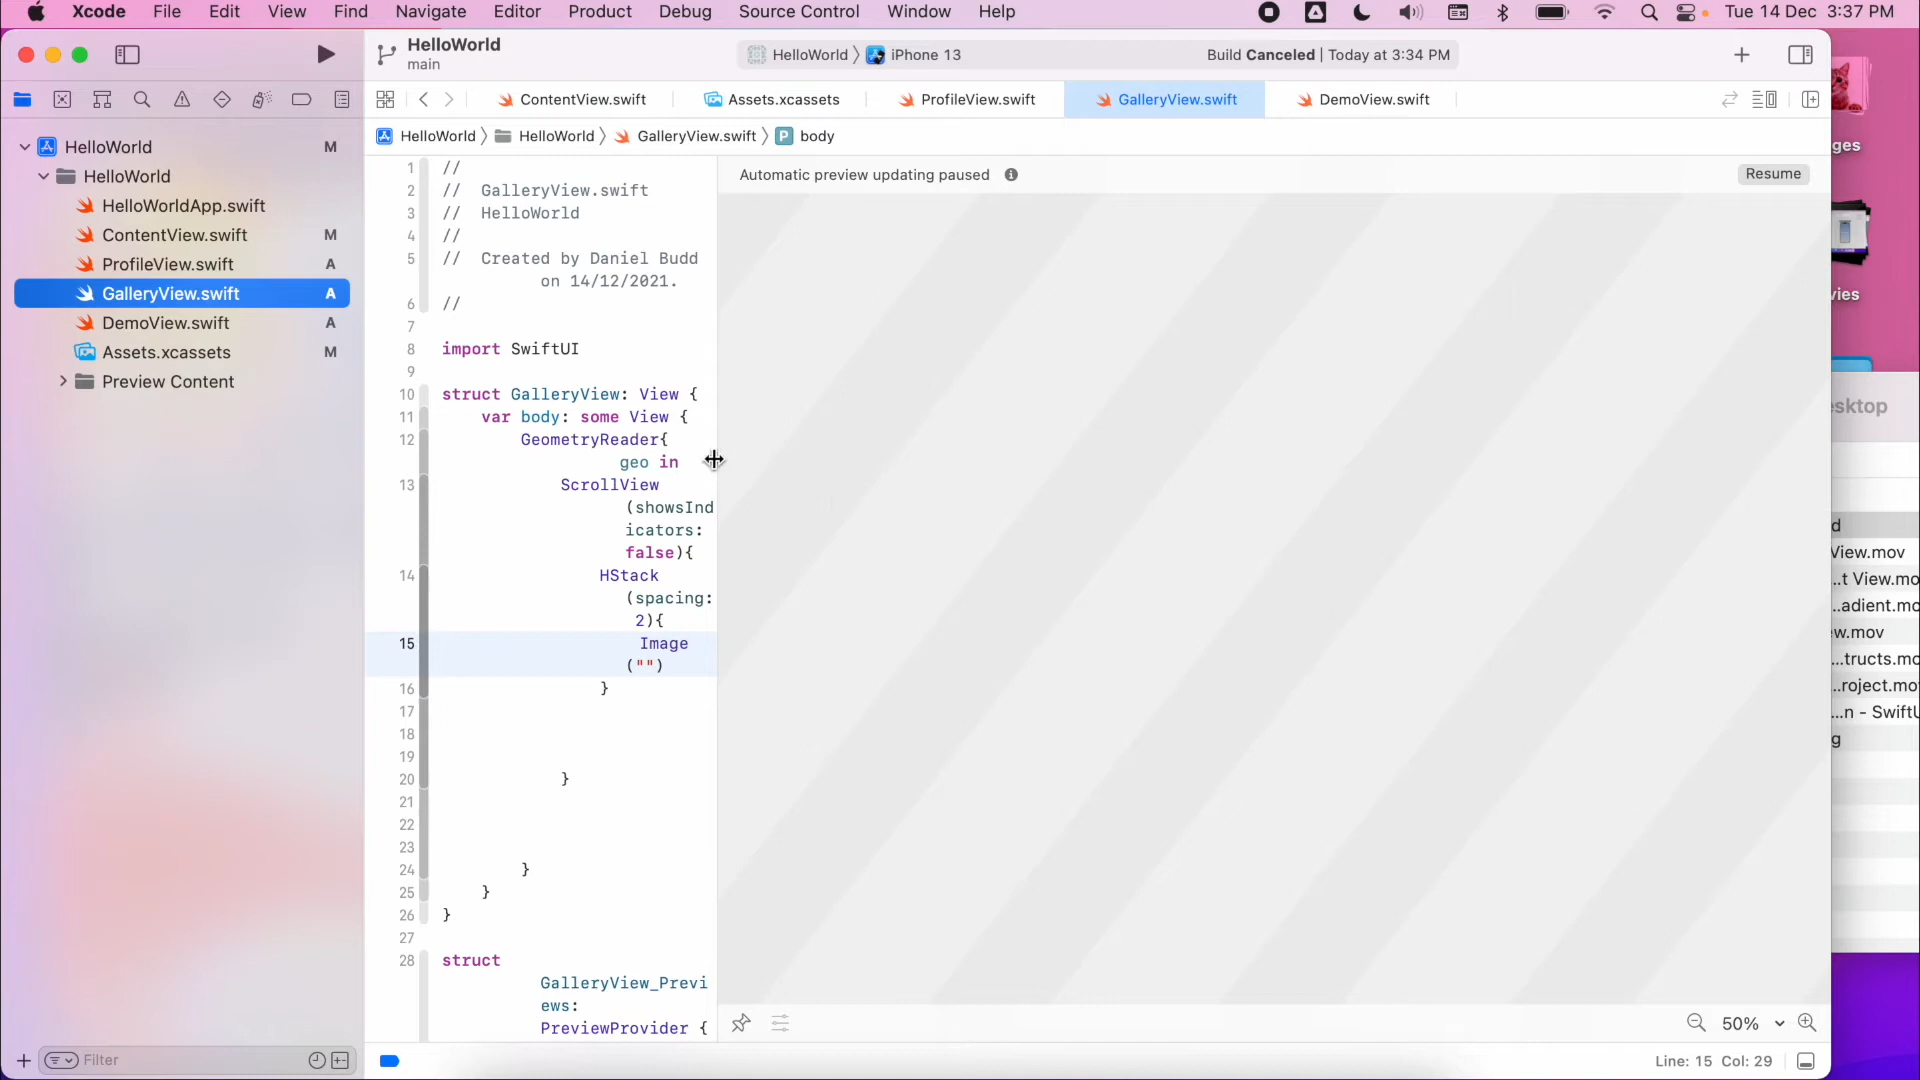 Xcode File Edit View Find Navigate Editor Product Debug Source Control Window Help Tue 14 Dec 3:37 PM
HelloWorld
main
HelloWorld iPhone 13
Build Canceled | Today at 3:34 PM
ContentView.swift Assets.xcassets ProfileView.swift GalleryView.swift DemoView.swift
HelloWorld HelloWorld GalleryView.swift P body
HelloWorld M
HelloWorld
HelloWorldApp.swift
ContentView.swift M
ProfileView.swift A
GalleryView.swift A
DemoView.swift A
Assets.xcassets M
Preview Content
Filter
1 //
2 // GalleryView.swift
3 // HelloWorld
4 //
5 // Created by Daniel Budd
on 14/12/2021.
6 //
7
8 import SwiftUI
9
10 struct GalleryView: View {
11 var body: some View {
12 GeometryReader{
geo in
13 ScrollView
(showsInd
icators:
false){
14 HStack
(spacing:
2){
15 Image
("")
16 }
17
18
19
20 }
21
22
23
24 }
25 }
26 }
27
28 struct
GalleryView_Previ
ews:
PreviewProvider {
Automatic preview updating paused
Resume
50%
Line: 15 Col: 29
ges
vies
esktop
d
View.mov
...t View.mo
...adient.mo
ew.mov
...tructs.mo
...roject.mo
...n - SwiftU
g